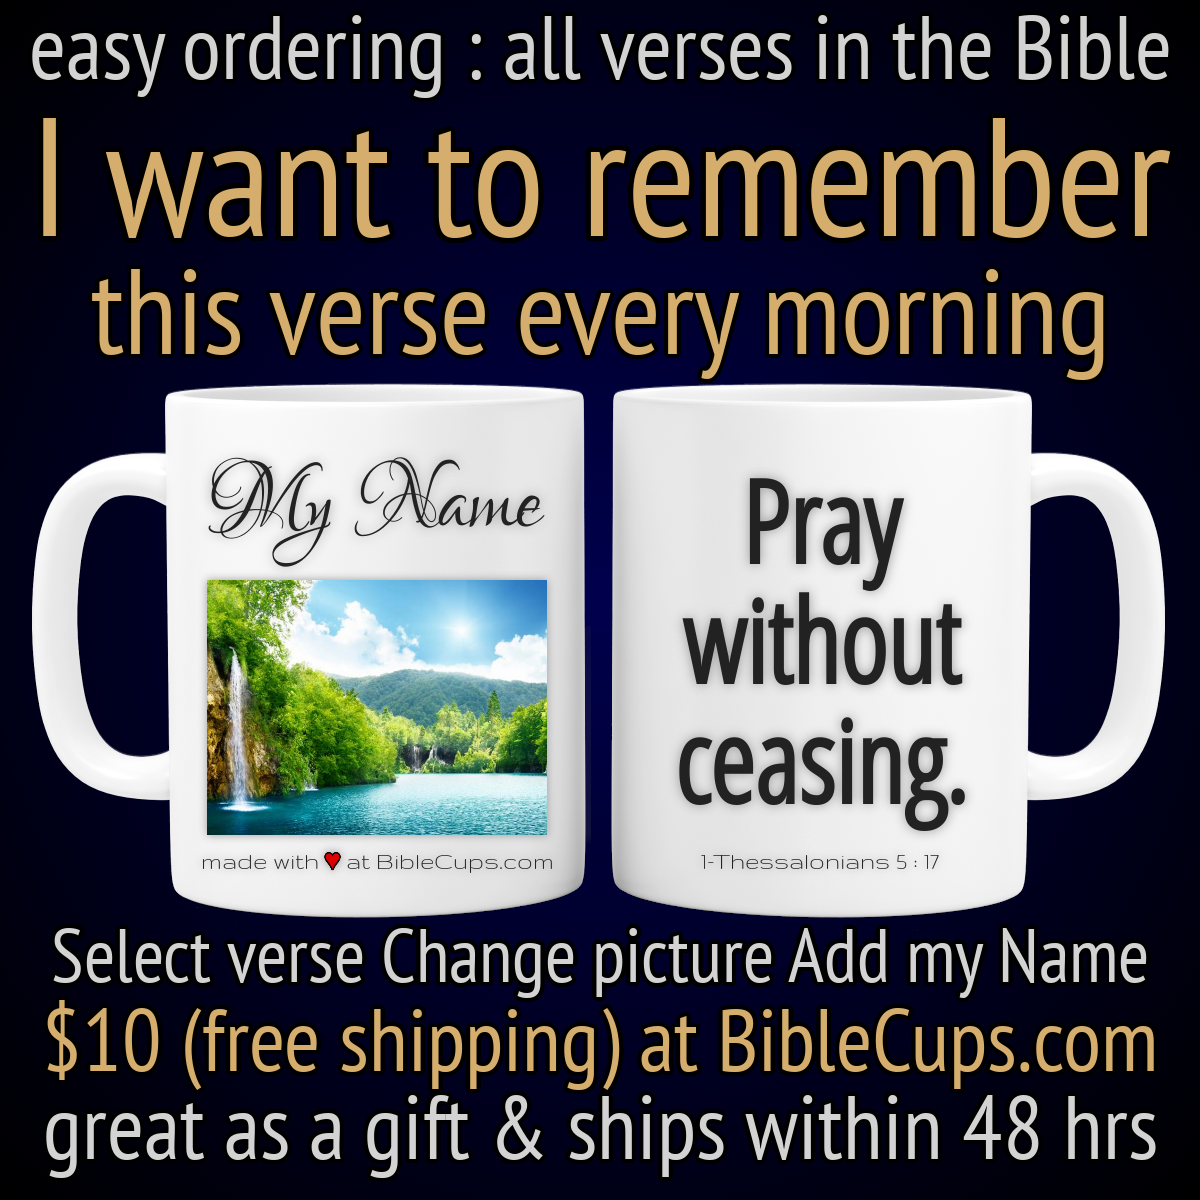 easy ordering : all verses in the Bible
I want to remember
this verse every morning
My Name
made with ♥ at BibleCups.com
Pray
without
ceasing.
1-Thessalonians 5 : 17
Select verse Change picture Add my Name
$10 (free shipping) at BibleCups.com
great as a gift & ships within 48 hrs